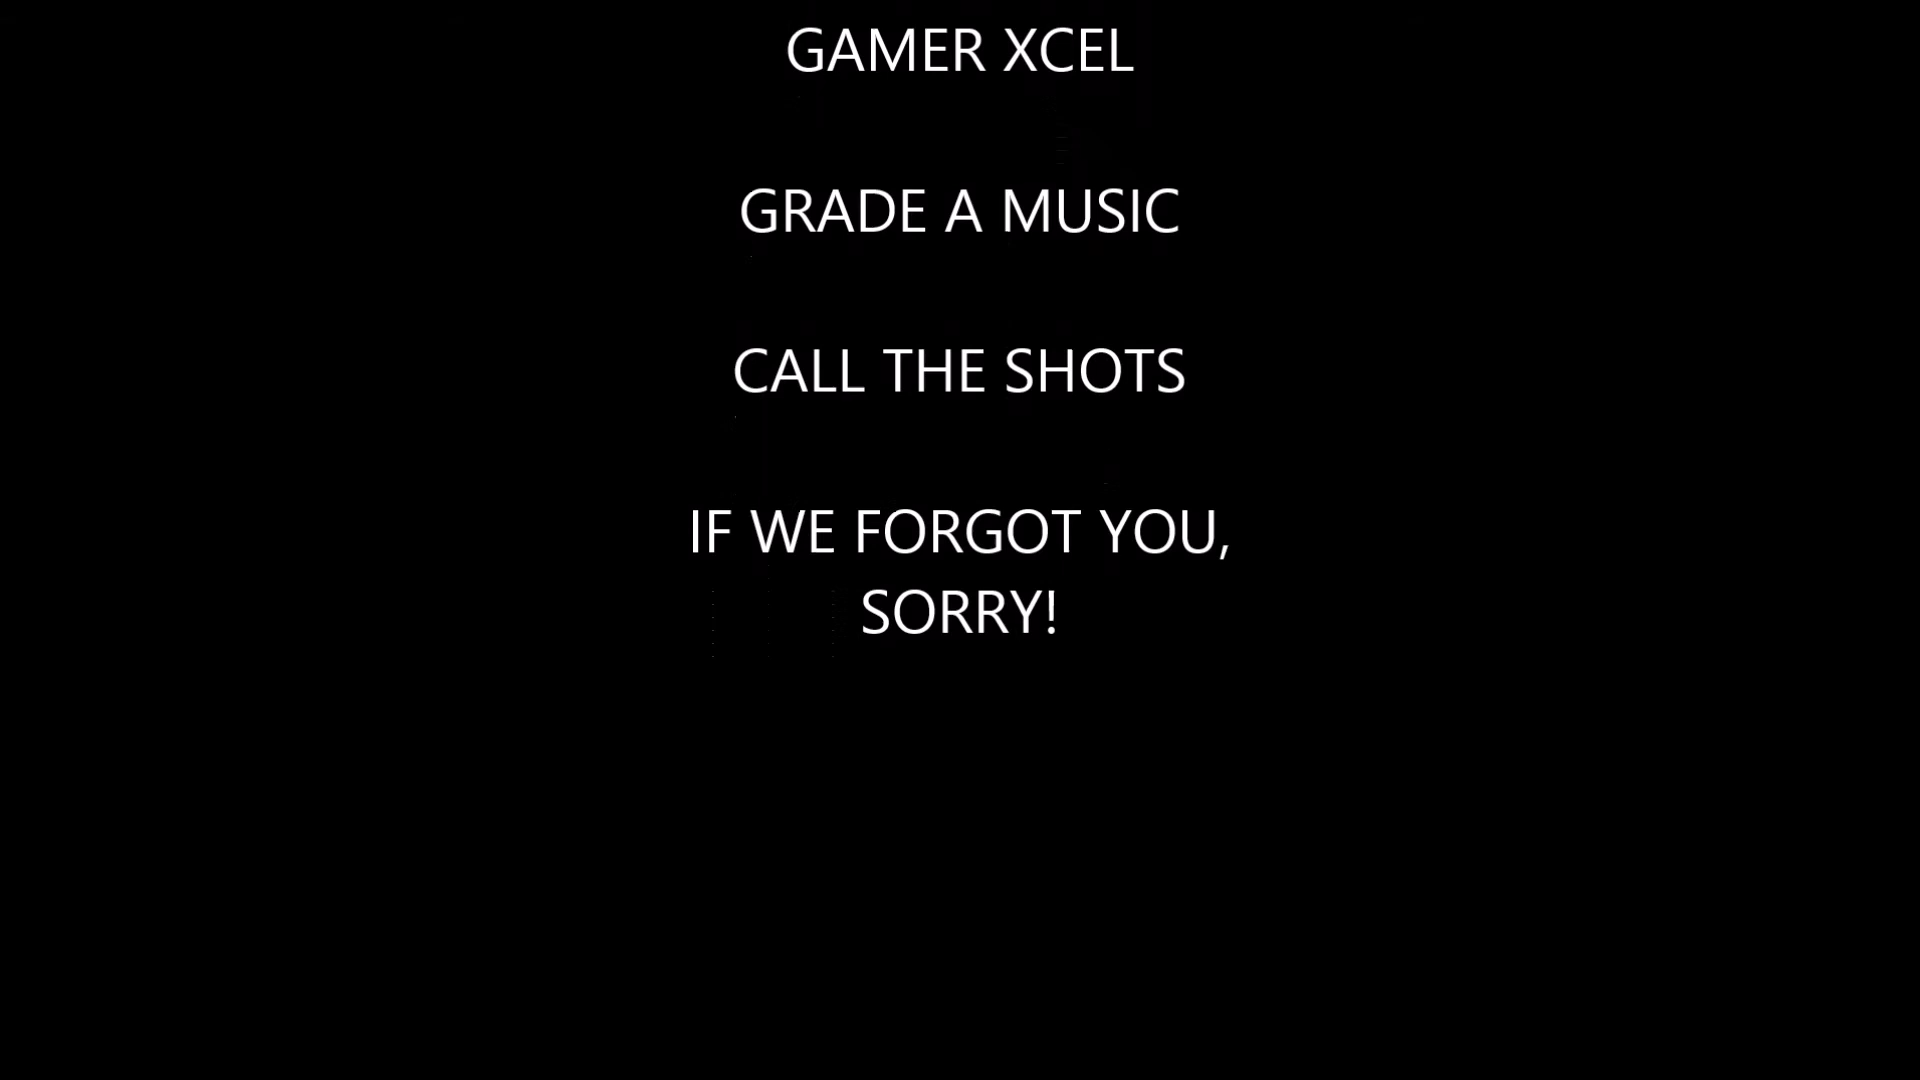 GAMER XCEL
GRADE A MUSIC
CALL THE SHOTS
IF WE FORGOT YOU,
SORRY!